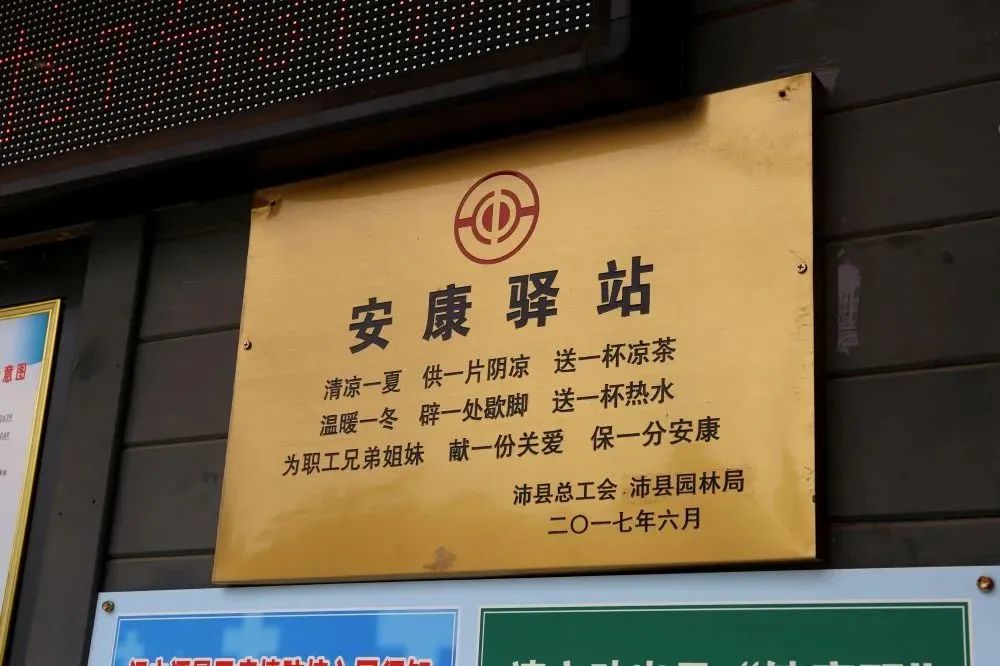 安康驿站
清凉一夏 供一片阴凉 送一杯凉茶
温暖一冬 辟一处歇脚 送一杯热水
为职工兄弟姐妹 献一份关爱 保一分安康
沛县总工会 沛县园林局
二〇一七年六月
意图